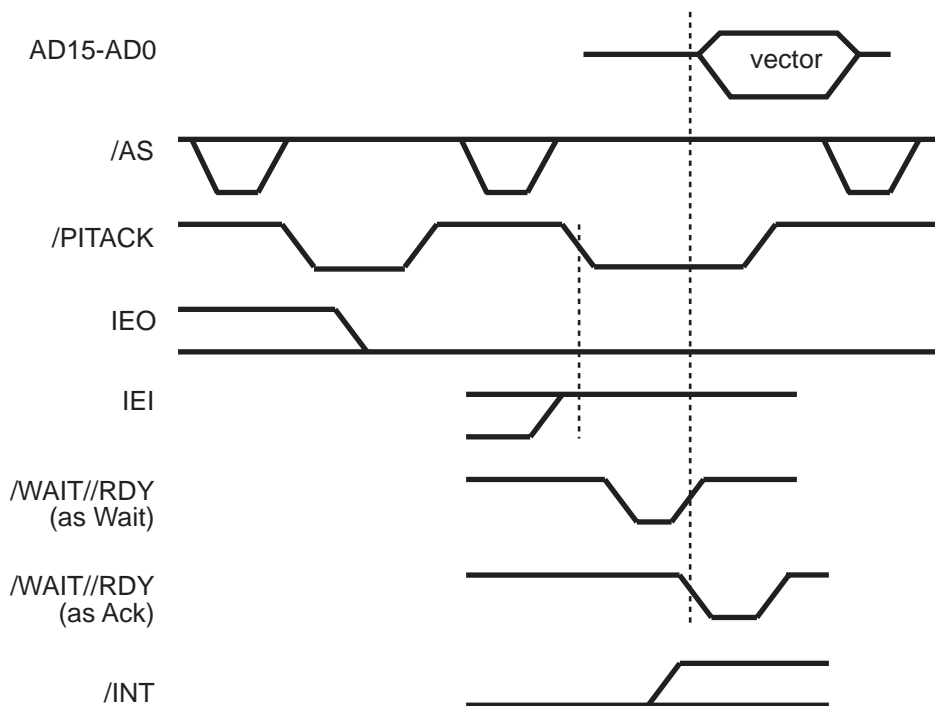 AD15-AD0
vector
/AS
/PITACK
IEO
IEI
/WAIT//RDY
(as Wait)
/WAIT//RDY
(as Ack)
/INT